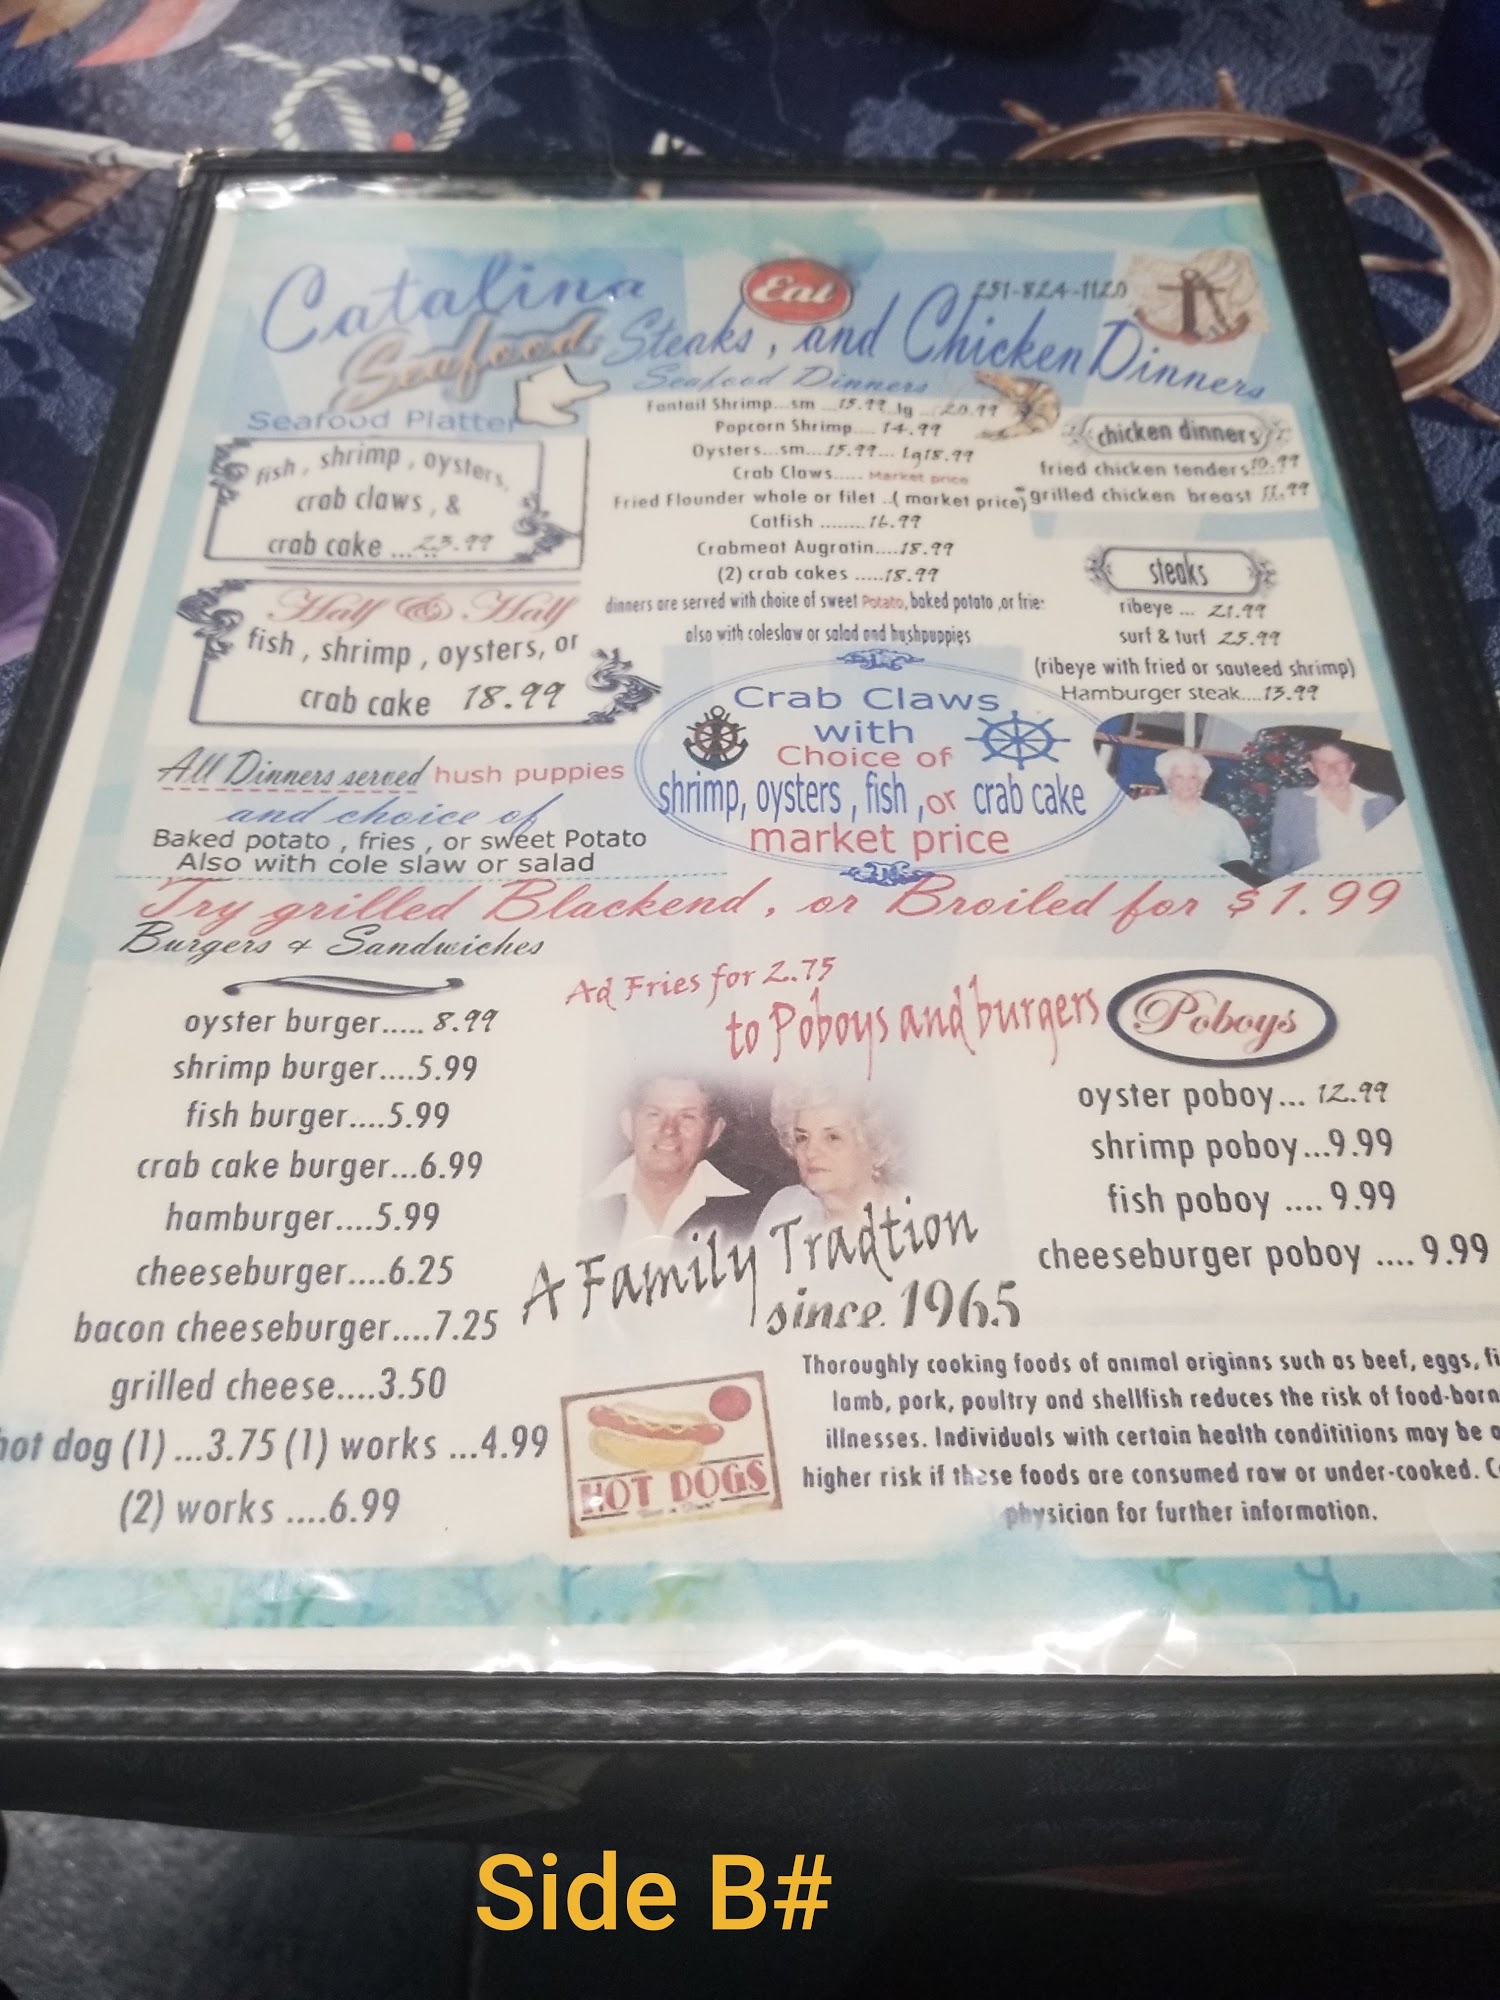 Catalina
Eat
251-824-1120
Seafood Steaks, and Chicken Dinners
Seafood Platter
fish, shrimp, oysters,
crab claws, &
crab cake ......23.99
Half & Half
fish, shrimp, oysters, or
crab cake 18.99
All Dinners served hush puppies
and choice of
Baked potato, fries, or sweet Potato
Also with cole slaw or salad
Seafood Dinners
Fantail Shrimp...sm ...15.99..lg ...20.99
Popcorn Shrimp.... 14.99
Oysters...sm....15.99... Lg18.99
Crab Claws..... Market price
Fried Flounder whole or filet ..( market price)
Catfish ........16.99
Crabmeat Augratin....18.99
(2) crab cakes .....18.99
dinners are served with choice of sweet Potato, baked potato ,or
also with coleslaw or salad and hushpuppies
chicken dinners
fried chicken tenders10.99
grilled chicken breast 11.99
steaks
ribeye ... 21.99
surf & turf 25.99
(ribeye with fried or sauteed shrimp)
Hamburger steak....13.99
Crab Claws
with
Choice of
shrimp, oysters, fish, or crab cake
market price
Try grilled Blackend, or Broiled for $1.99
Burgers & Sandwiches
oyster burger..... 8.99
shrimp burger....5.99
fish burger....5.99
crab cake burger...6.99
hamburger....5.99
cheeseburger....6.25
bacon cheeseburger....7.25
grilled cheese....3.50
hot dog (1) ...3.75 (1) works ...4.99
(2) works ....6.99
Ad Fries for 2.75
to Poboys and burgers
Poboys
oyster poboy... 12.99
shrimp poboy...9.99
fish poboy .... 9.99
cheeseburger poboy .... 9.99
A Family Tradtion
since 1965
HOT DOGS
Thoroughly cooking foods of animal originns such as beef, eggs,
lamb, pork, poultry and shellfish reduces the risk of food-born
illnesses. Individuals with certain health condititions may be
higher risk if these foods are consumed raw or under-cooked.
physician for further information.
Side B#